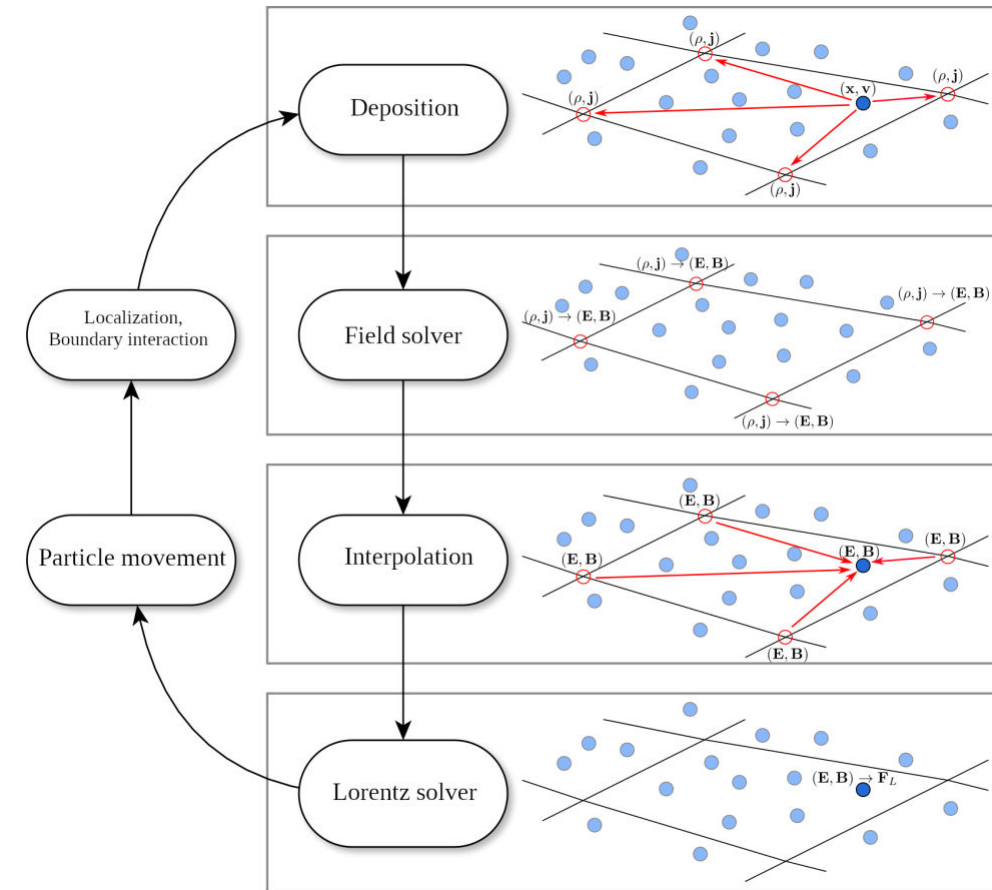 Deposition
(ρ, j)
(x, v)
(ρ, j)
(ρ, j)
(ρ, j)
Field solver
(ρ, j) → (E, B)
(ρ, j) → (E, B)
(ρ, j) → (E, B)
(ρ, j) → (E, B)
Localization,
Boundary interaction
Interpolation
(E, B)
(E, B)
(E, B)
(E, B)
(E, B)
Particle movement
Lorentz solver
(E, B) → F_L